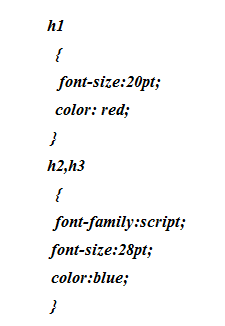 h1
{
font-size:20pt;
color: red;
}
h2,h3
{
font-family:script;
font-size:28pt;
color:blue;
}